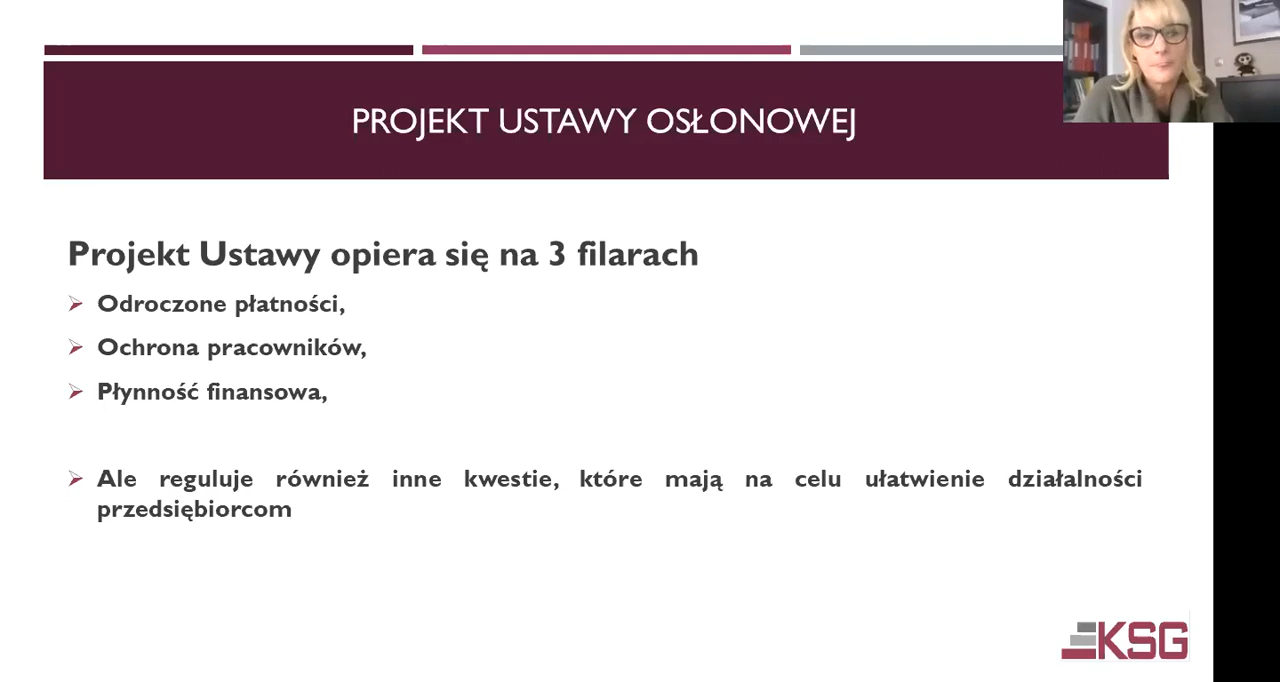 PROJEKT USTAWY OSŁONOWEJ
Projekt Ustawy opiera się na 3 filarach
Odroczone płatności,
Ochrona pracowników,
Płynność finansowa,
Ale reguluje również inne kwestie, które mają na celu ułatwienie działalności
przedsiębiorcom
KSG